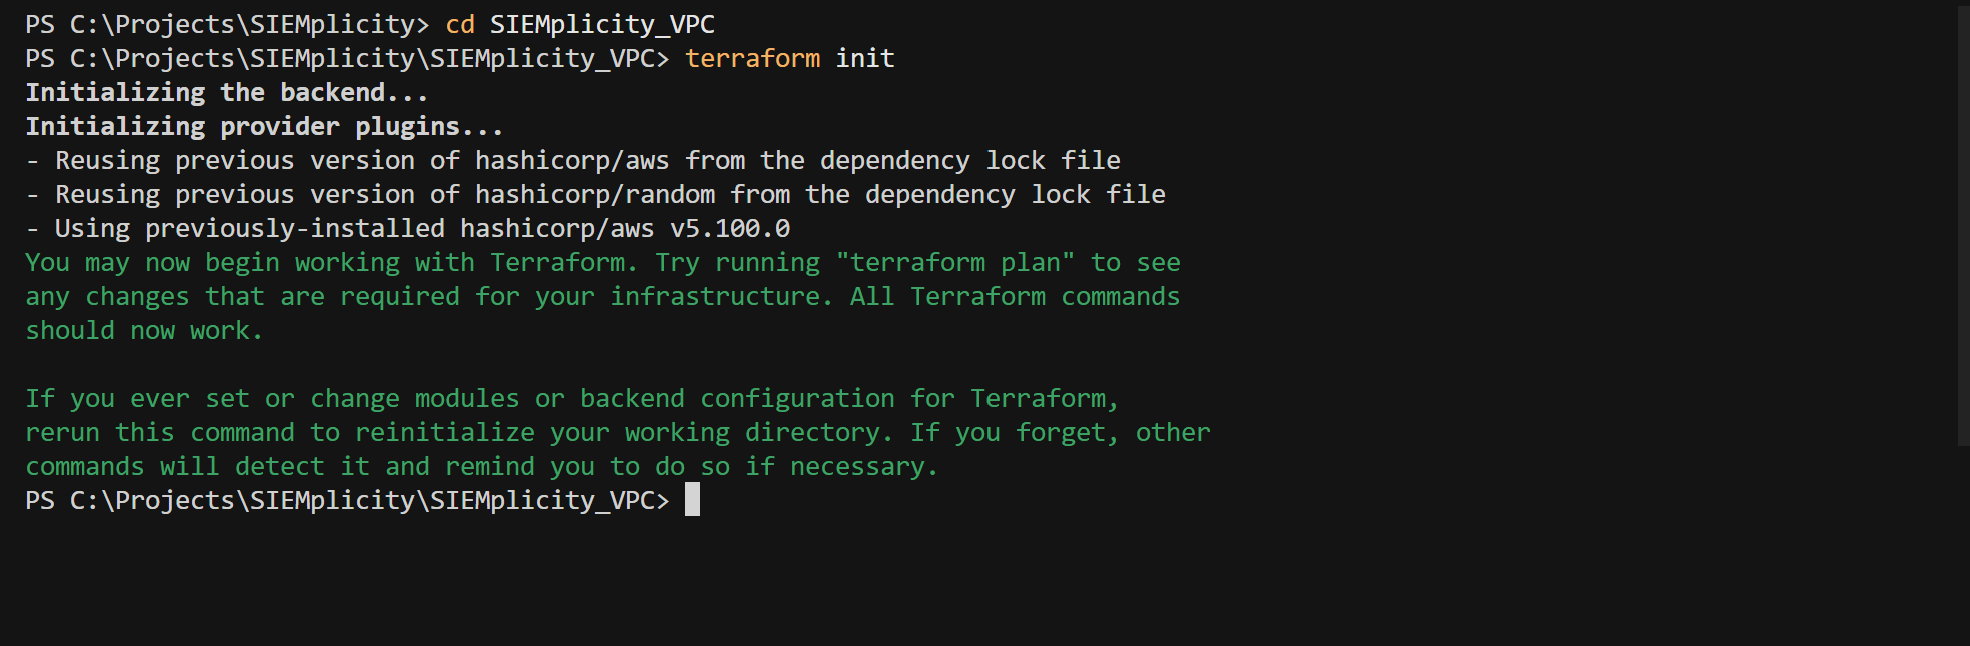 PS C:\Projects\SIEMplicity> cd SIEMplicity_VPC
PS C:\Projects\SIEMplicity\SIEMplicity_VPC> terraform init
Initializing the backend...
Initializing provider plugins...
- Reusing previous version of hashicorp/aws from the dependency lock file
- Reusing previous version of hashicorp/random from the dependency lock file
- Using previously-installed hashicorp/aws v5.100.0
You may now begin working with Terraform. Try running "terraform plan" to see
any changes that are required for your infrastructure. All Terraform commands
should now work.

If you ever set or change modules or backend configuration for Terraform,
rerun this command to reinitialize your working directory. If you forget, other
commands will detect it and remind you to do so if necessary.
PS C:\Projects\SIEMplicity\SIEMplicity_VPC>